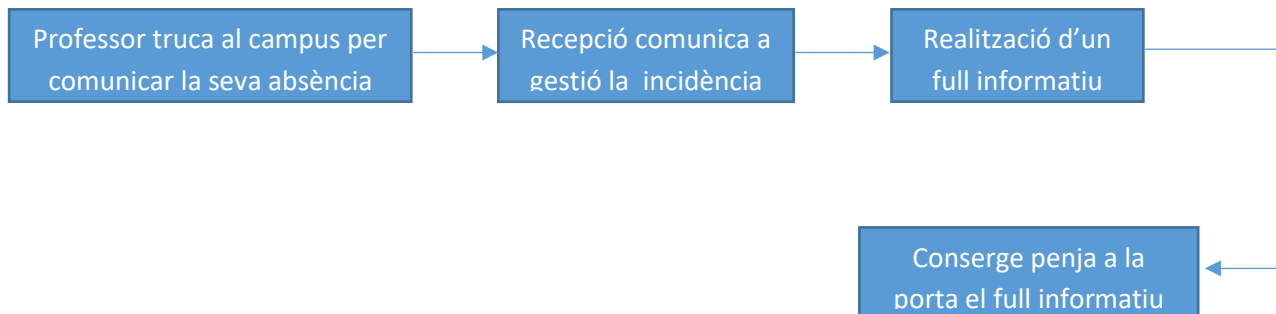 Professor truca al campus per
comunicar la seva absència
Recepció comunica a
gestió la  incidència
Realització d’un
full informatiu
Conserge penja a la
porta el full informatiu